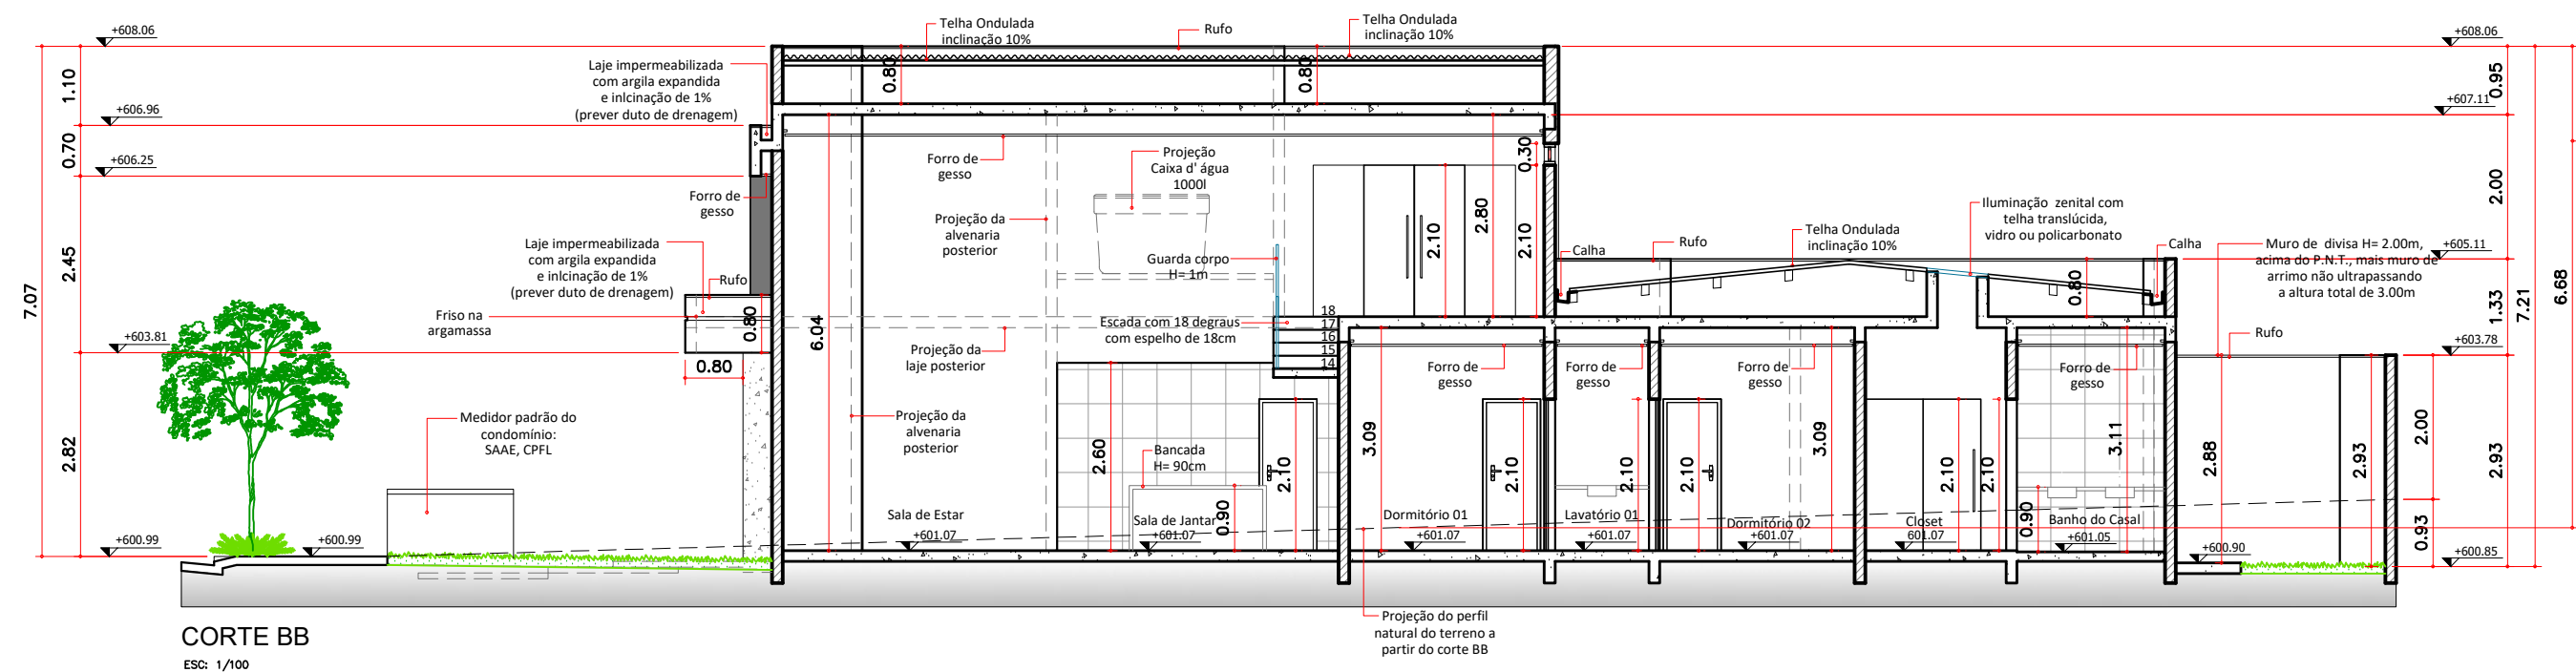 +608.06
Telha Ondulada
inclinação 10%
Rufo
Telha Ondulada
inclinação 10%
+608.06
Laje impermeabilizada
com argila expandida
e inlcinação de 1%
(prever duto de drenagem)
0.80
0.80
1.10
0.95
+606.96
+607.11
0.70
Forro de
gesso
Projeção
Caixa d' água
1000l
0.30
+606.25
Forro de
gesso
Projeção da
alvenaria
posterior
2.10
2.80
2.10
2.00
Iluminação  zenital com
telha translúcida,
vidro ou policarbonato
Laje impermeabilizada
com argila expandida
e inlcinação de 1%
(prever duto de drenagem)
Rufo
2.45
Guarda corpo
H= 1m
Calha
Rufo
Telha Ondulada
inclinação 10%
Calha
Muro de  divisa H= 2.00m,
acima do P.N.T., mais muro de
arrimo não ultrapassando
a altura total de 3.00m
+605.11
0.80
7.07
Friso na
argamassa
0.80
6.04
Escada com 18 degraus
com espelho de 18cm
18
17
16
15
14
1.33
7.21
6.68
+603.81
0.80
Projeção da
laje posterior
Forro de
gesso
Forro de
gesso
Forro de
gesso
Forro de
gesso
Rufo
+603.78
Medidor padrão do
condomínio:
SAAE, CPFL
Projeção da
alvenaria
posterior
2.82
2.60
Bancada
H= 90cm
0.90
2.10
3.09
2.10
2.10
2.10
3.09
2.10
2.10
3.11
0.90
2.88
2.93
2.00
2.93
0.93
Sala de Estar
+601.07
Sala de Jantar
+601.07
Dormitório 01
+601.07
Lavatório 01
+601.07
Dormitório 02
+601.07
Closet
601.07
Banho do Casal
+601.05
+600.99
+600.99
+600.90
+600.85
Projeção do perfil
natural do terreno a
partir do corte BB
CORTE BB
ESC: 1/100